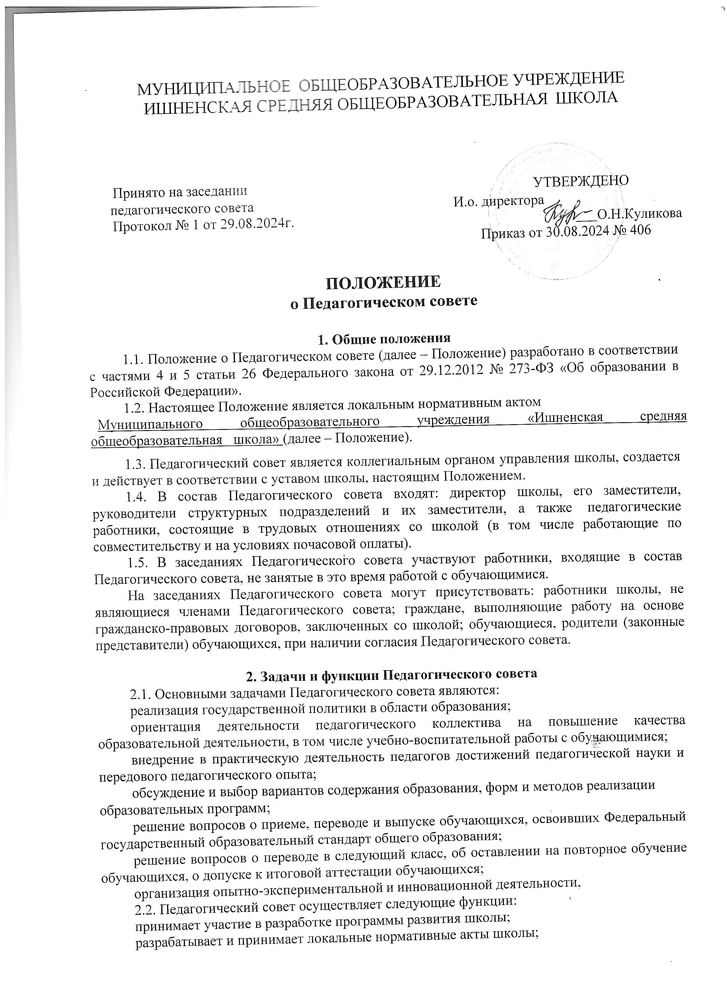 МУНИЦИПАЛЬНОЕ ОБЩЕОБРАЗОВАТЕЛЬНОЕ УЧРЕЖДЕНИЕ
ИШНЕНСКАЯ СРЕДНЯЯ ОБЩЕОБРАЗОВАТЕЛЬНАЯ ШКОЛА
Принято на заседании
педагогического совета
Протокол № 1 от 29.08.2024г.
УТВЕРЖДЕНО
И.о. директора
___О.Н.Куликова
Приказ от 30.08.2024 № 406
ПОЛОЖЕНИЕ
о Педагогическом совете
1. Общие положения
1.1. Положение о Педагогическом совете (далее – Положение) разработано в соответствии
с частями 4 и 5 статьи 26 Федерального закона от 29.12.2012 № 273-ФЗ «Об образовании в
Российской Федерации».
1.2. Настоящее Положение является локальным нормативным актом
Муниципального общеобразовательного учреждения «Ишненская средняя
общеобразовательная школа» (далее – Положение).
1.3. Педагогический совет является коллегиальным органом управления школы, создается
и действует в соответствии с уставом школы, настоящим Положением.
1.4. В состав Педагогического совета входят: директор школы, его заместители,
руководители структурных подразделений и их заместители, а также педагогические
работники, состоящие в трудовых отношениях со школой (в том числе работающие по
совместительству и на условиях почасовой оплаты).
1.5. В заседаниях Педагогического совета участвуют работники, входящие в состав
Педагогического совета, не занятые в это время работой с обучающимися.
На заседаниях Педагогического совета могут присутствовать: работники школы, не
являющиеся членами Педагогического совета; граждане, выполняющие работу на основе
гражданско-правовых договоров, заключенных со школой; обучающиеся, родители (законные
представители) обучающихся, при наличии согласия Педагогического совета.
2. Задачи и функции Педагогического совета
2.1. Основными задачами Педагогического совета являются:
реализация государственной политики в области образования;
ориентация деятельности педагогического коллектива на повышение качества
образовательной деятельности, в том числе учебно-воспитательной работы с обучающимися;
внедрение в практическую деятельность педагогов достижений педагогической науки и
передового педагогического опыта;
обсуждение и выбор вариантов содержания образования, форм и методов реализации
образовательных программ;
решение вопросов о приеме, переводе и выпуске обучающихся, освоивших Федеральный
государственный образовательный стандарт общего образования;
решение вопросов о переводе в следующий класс, об оставлении на повторное обучение
обучающихся, о допуске к итоговой аттестации обучающихся;
организация опытно-экспериментальной и инновационной деятельности,
2.2. Педагогический совет осуществляет следующие функции:
принимает участие в разработке программы развития школы;
разрабатывает и принимает локальные нормативные акты школы;